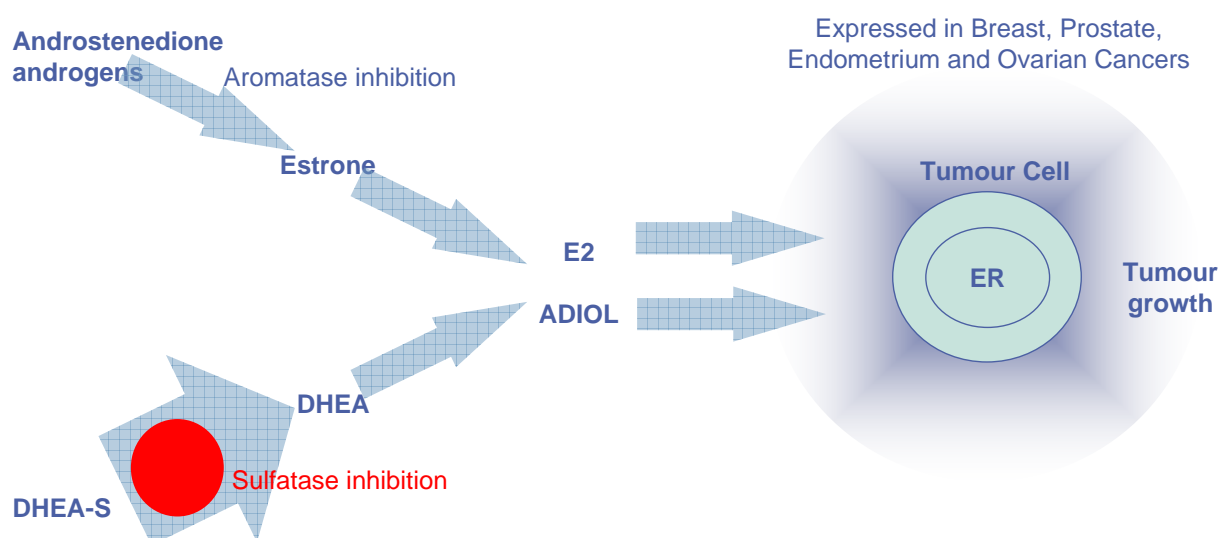 Androstenedione
androgens
Aromatase inhibition
Estrone
E2
ADIOL
DHEA
Sulfatase inhibition
DHEA-S
Expressed in Breast, Prostate,
Endometrium and Ovarian Cancers
Tumour Cell
ER
Tumour
growth